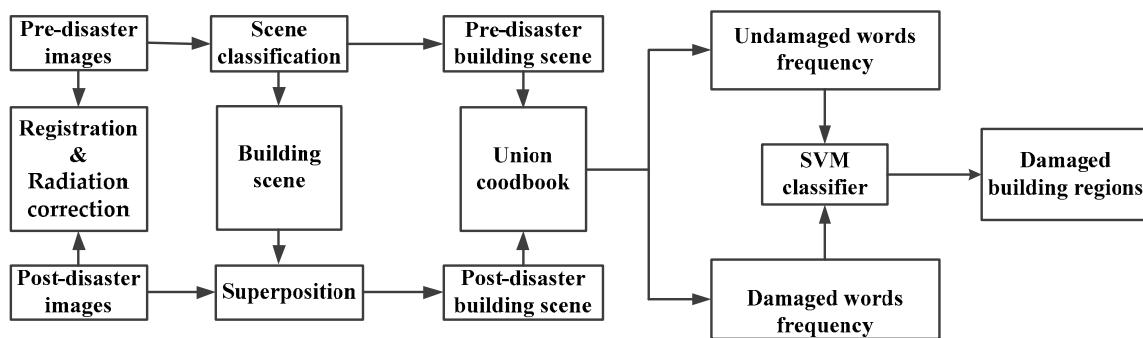 Pre-disaster
images
Scene
classification
Pre-disaster
building scene
Undamaged words
frequency
Registration
&
Radiation
correction
Building
scene
Union
coodbook
SVM
classifier
Damaged
building regions
Post-disaster
images
Superposition
Post-disaster
building scene
Damaged words
frequency